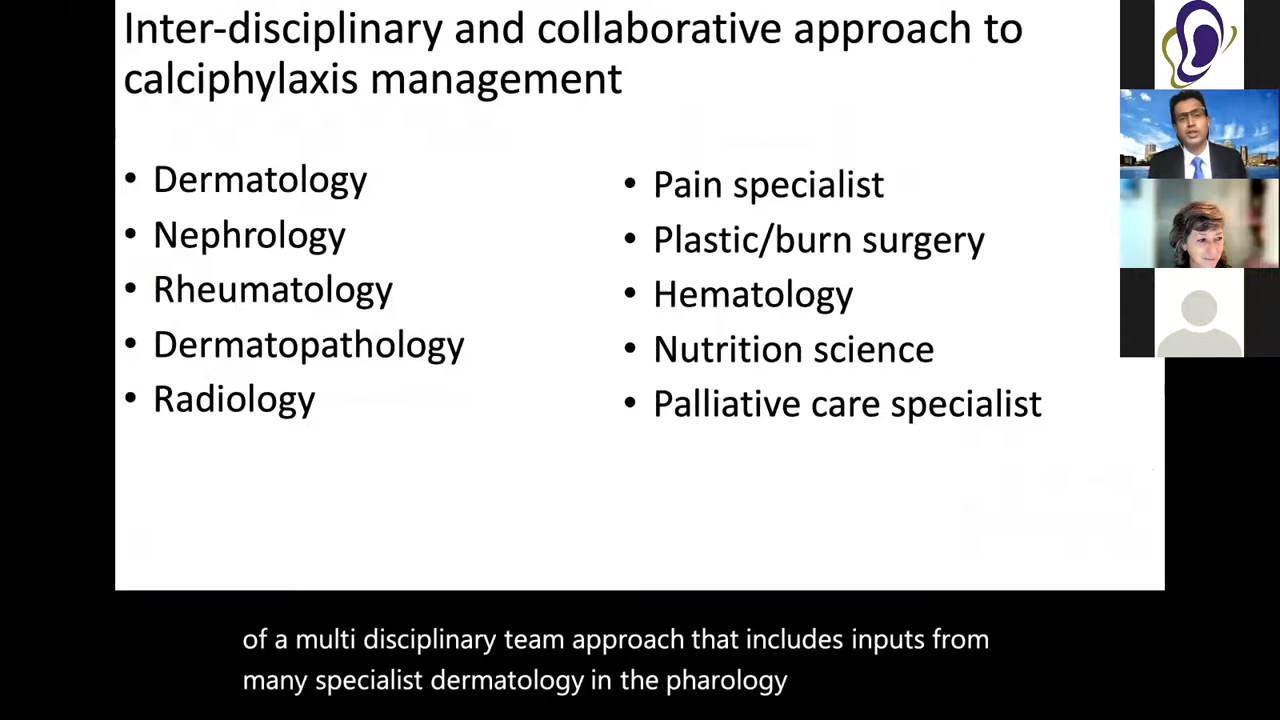 Inter-disciplinary and collaborative approach to
calciphylaxis management
• Dermatology
• Nephrology
• Rheumatology
• Dermatopathology
• Radiology
• Pain specialist
• Plastic/burn surgery
• Hematology
• Nutrition science
• Palliative care specialist
of a multi disciplinary team approach that includes inputs from
many specialist dermatology in the pharology